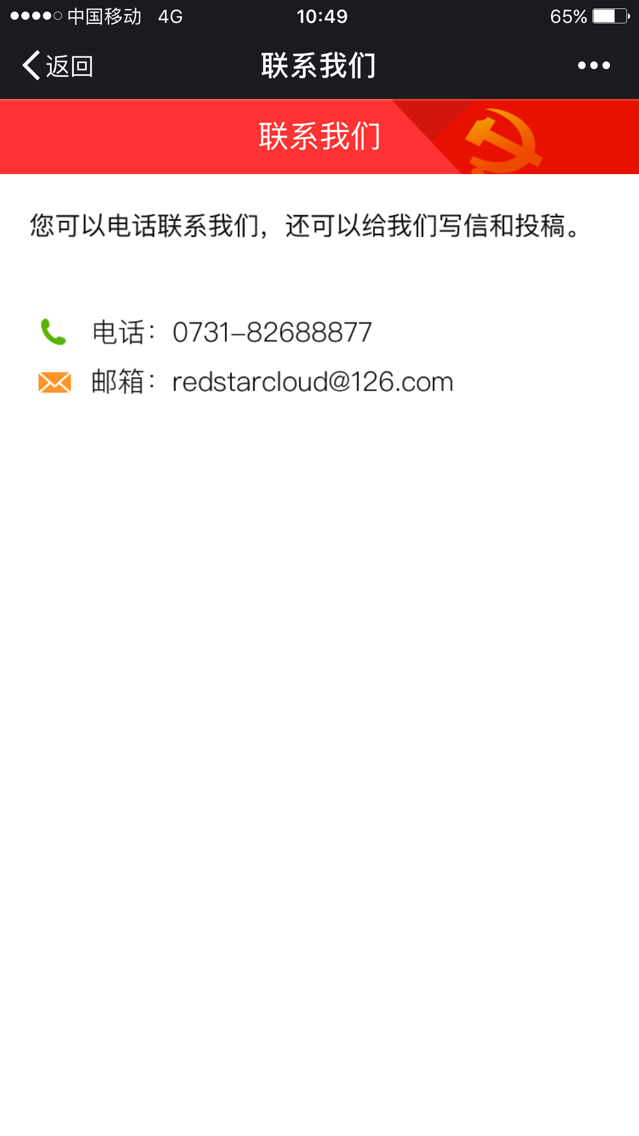 中国移动 4G 10:49 65%
返回 联系我们
联系我们
您可以电话联系我们，还可以给我们写信和投稿。
电话：0731-82688877
邮箱：redstarcloud@126.com